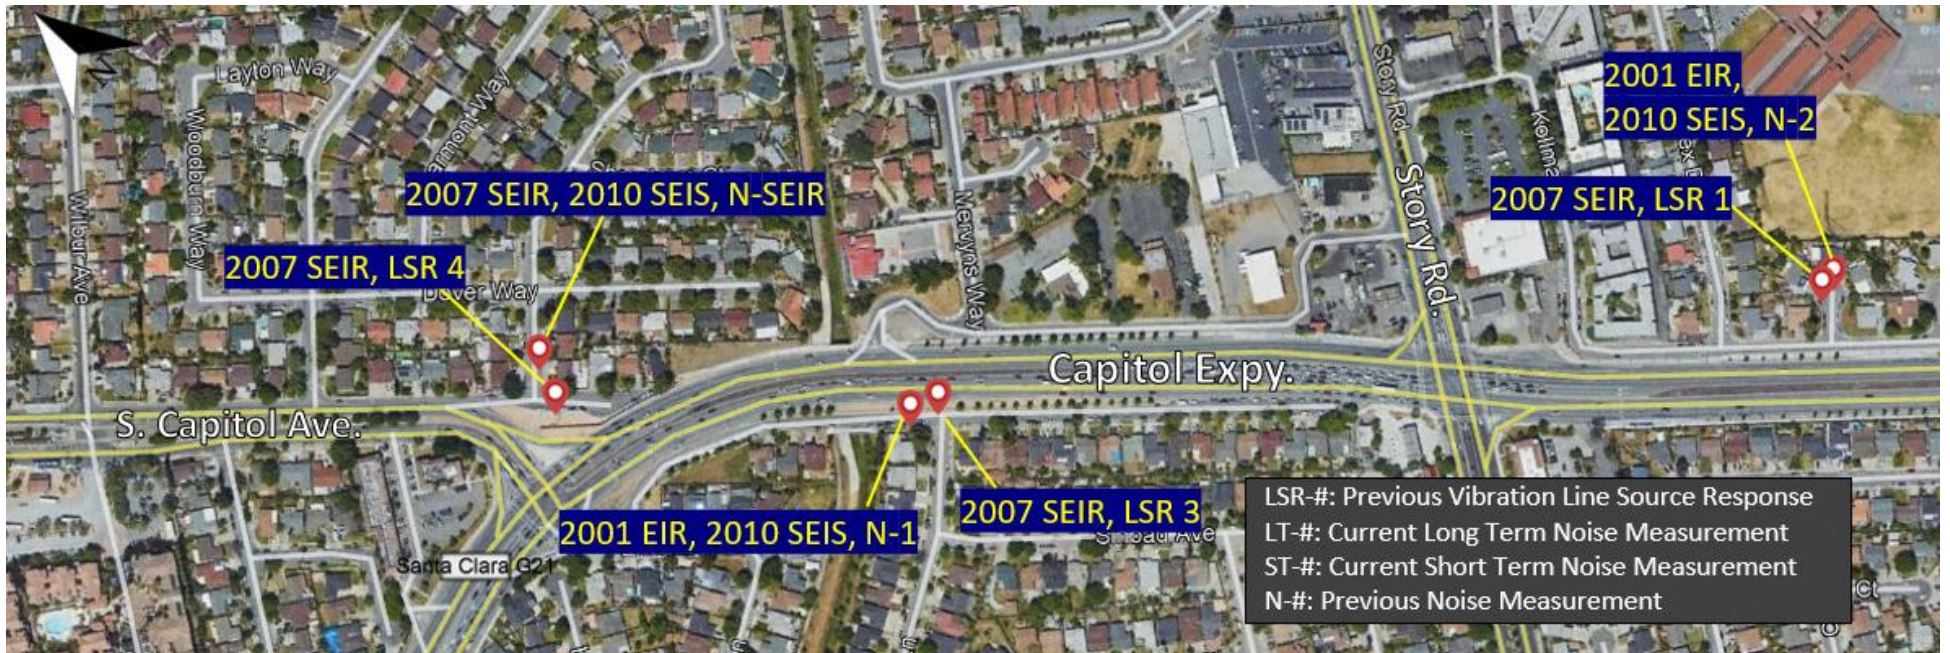 N
Layton Way
Woodburn Way
Wilbur Ave
Story Rd
Story Rd.
2001 EIR,
2010 SEIS, N-2
2007 SEIR, LSR 1
2007 SEIR, 2010 SEIS, N-SEIR
2007 SEIR, LSR 4
Dover Way
Mervyns Way
Capitol Expy.
S. Capitol Ave.
2007 SEIR, LSR 3
2001 EIR, 2010 SEIS, N-1
Santa Clara G21
LSR-#: Previous Vibration Line Source Response
LT-#: Current Long Term Noise Measurement
ST-#: Current Short Term Noise Measurement
N-#: Previous Noise Measurement
Ct